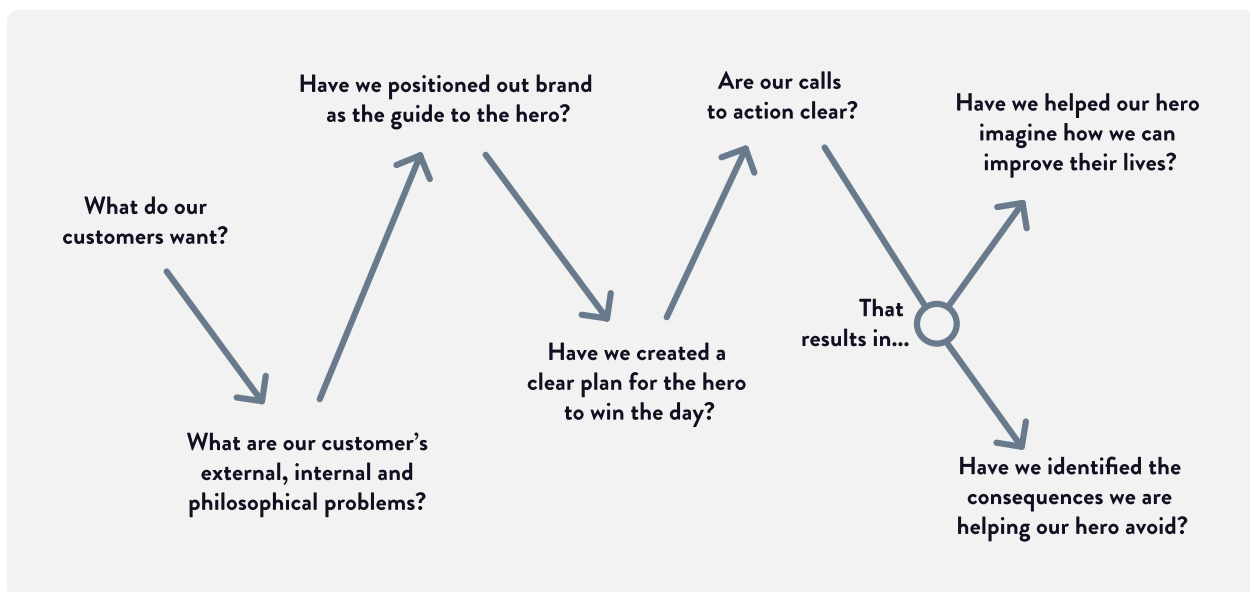 What do our
customers want?
What are our customer's
external, internal and
philosophical problems?
Have we positioned out brand
as the guide to the hero?
Have we created a
clear plan for the hero
to win the day?
Are our calls
to action clear?
That
results in...
Have we helped our hero
imagine how we can
improve their lives?
Have we identified the
consequences we are
helping our hero avoid?